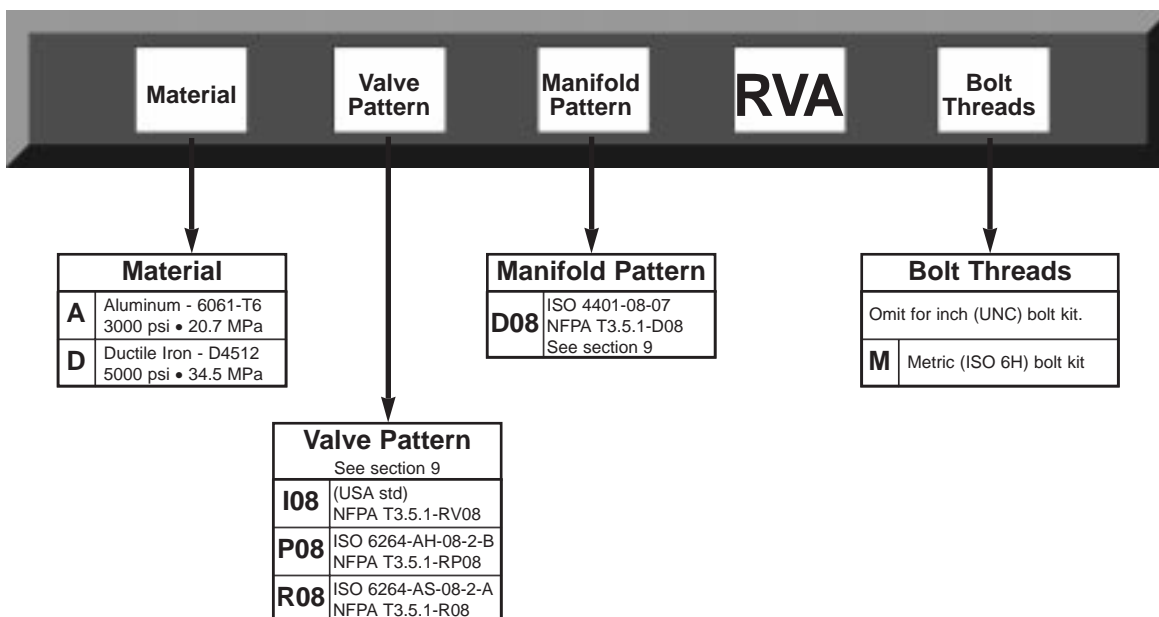 Material
Valve
Pattern
Manifold
Pattern
RVA
Bolt
Threads
Material
A
Aluminum - 6061-T6
3000 psi • 20.7 MPa
D
Ductile Iron - D4512
5000 psi • 34.5 MPa
Manifold Pattern
D08
ISO 4401-08-07
NFPA T3.5.1-D08
See section 9
Bolt Threads
Omit for inch (UNC) bolt kit.
M
Metric (ISO 6H) bolt kit
Valve Pattern
See section 9
I08
(USA std)
NFPA T3.5.1-RV08
P08
ISO 6264-AH-08-2-B
NFPA T3.5.1-RP08
R08
ISO 6264-AS-08-2-A
NFPA T3.5.1-R08